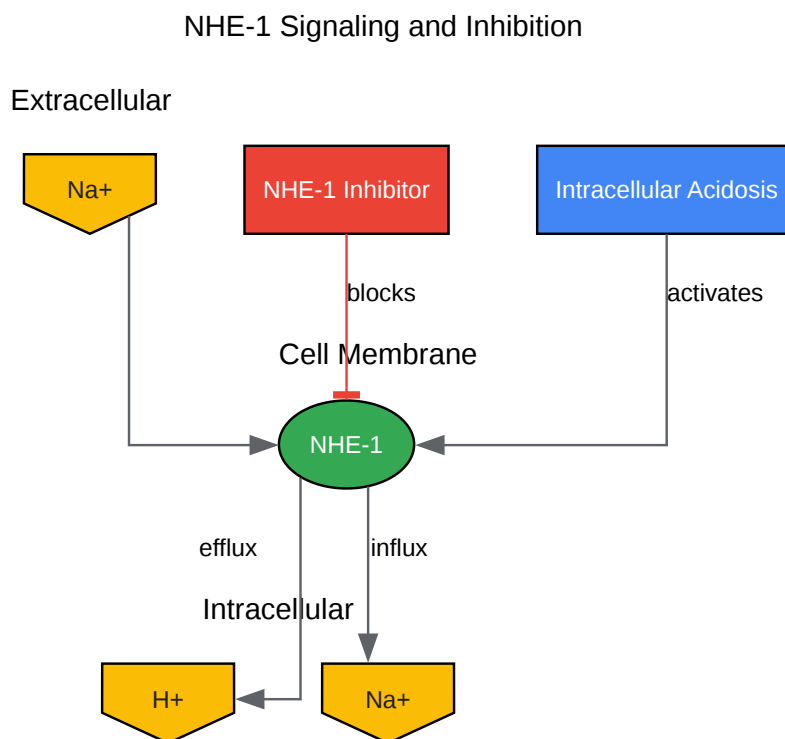 NHE-1 Signaling and Inhibition
Extracellular
Na+
NHE-1 Inhibitor
Intracellular Acidosis
blocks
activates
Cell Membrane
NHE-1
efflux
influx
Intracellular
H+
Na+